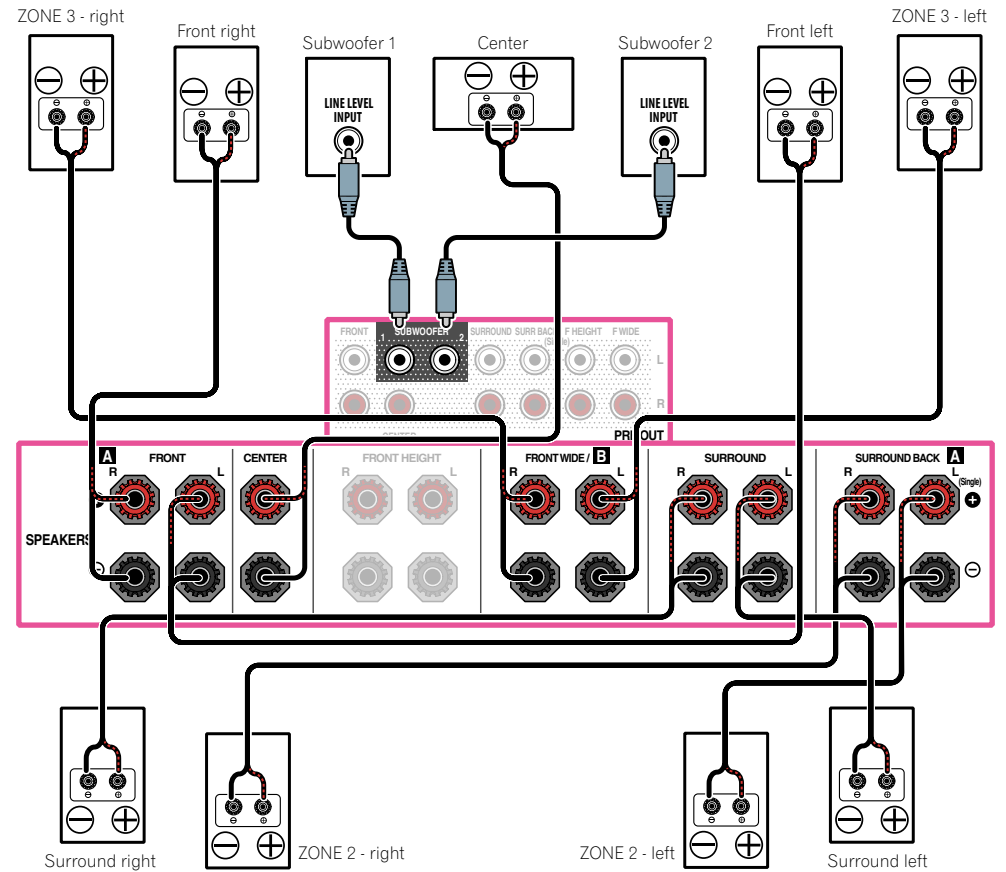 ZONE 3 - right
Front right
Subwoofer 1
Center
Subwoofer 2
Front left
ZONE 3 - left
LINE LEVEL
INPUT
LINE LEVEL
INPUT
FRONT
SUBWOOFER
SURROUND
SURR BACK
(Single)
F HEIGHT
F WIDE
1
2
L
R
CENTER
A
FRONT
CENTER
FRONT HEIGHT
FRONT WIDE / B
SURROUND
SURROUND BACK A
R
L
R
L
R
L
R
L
R
L
(Single)
SPEAKERS
Surround right
ZONE 2 - right
ZONE 2 - left
Surround left